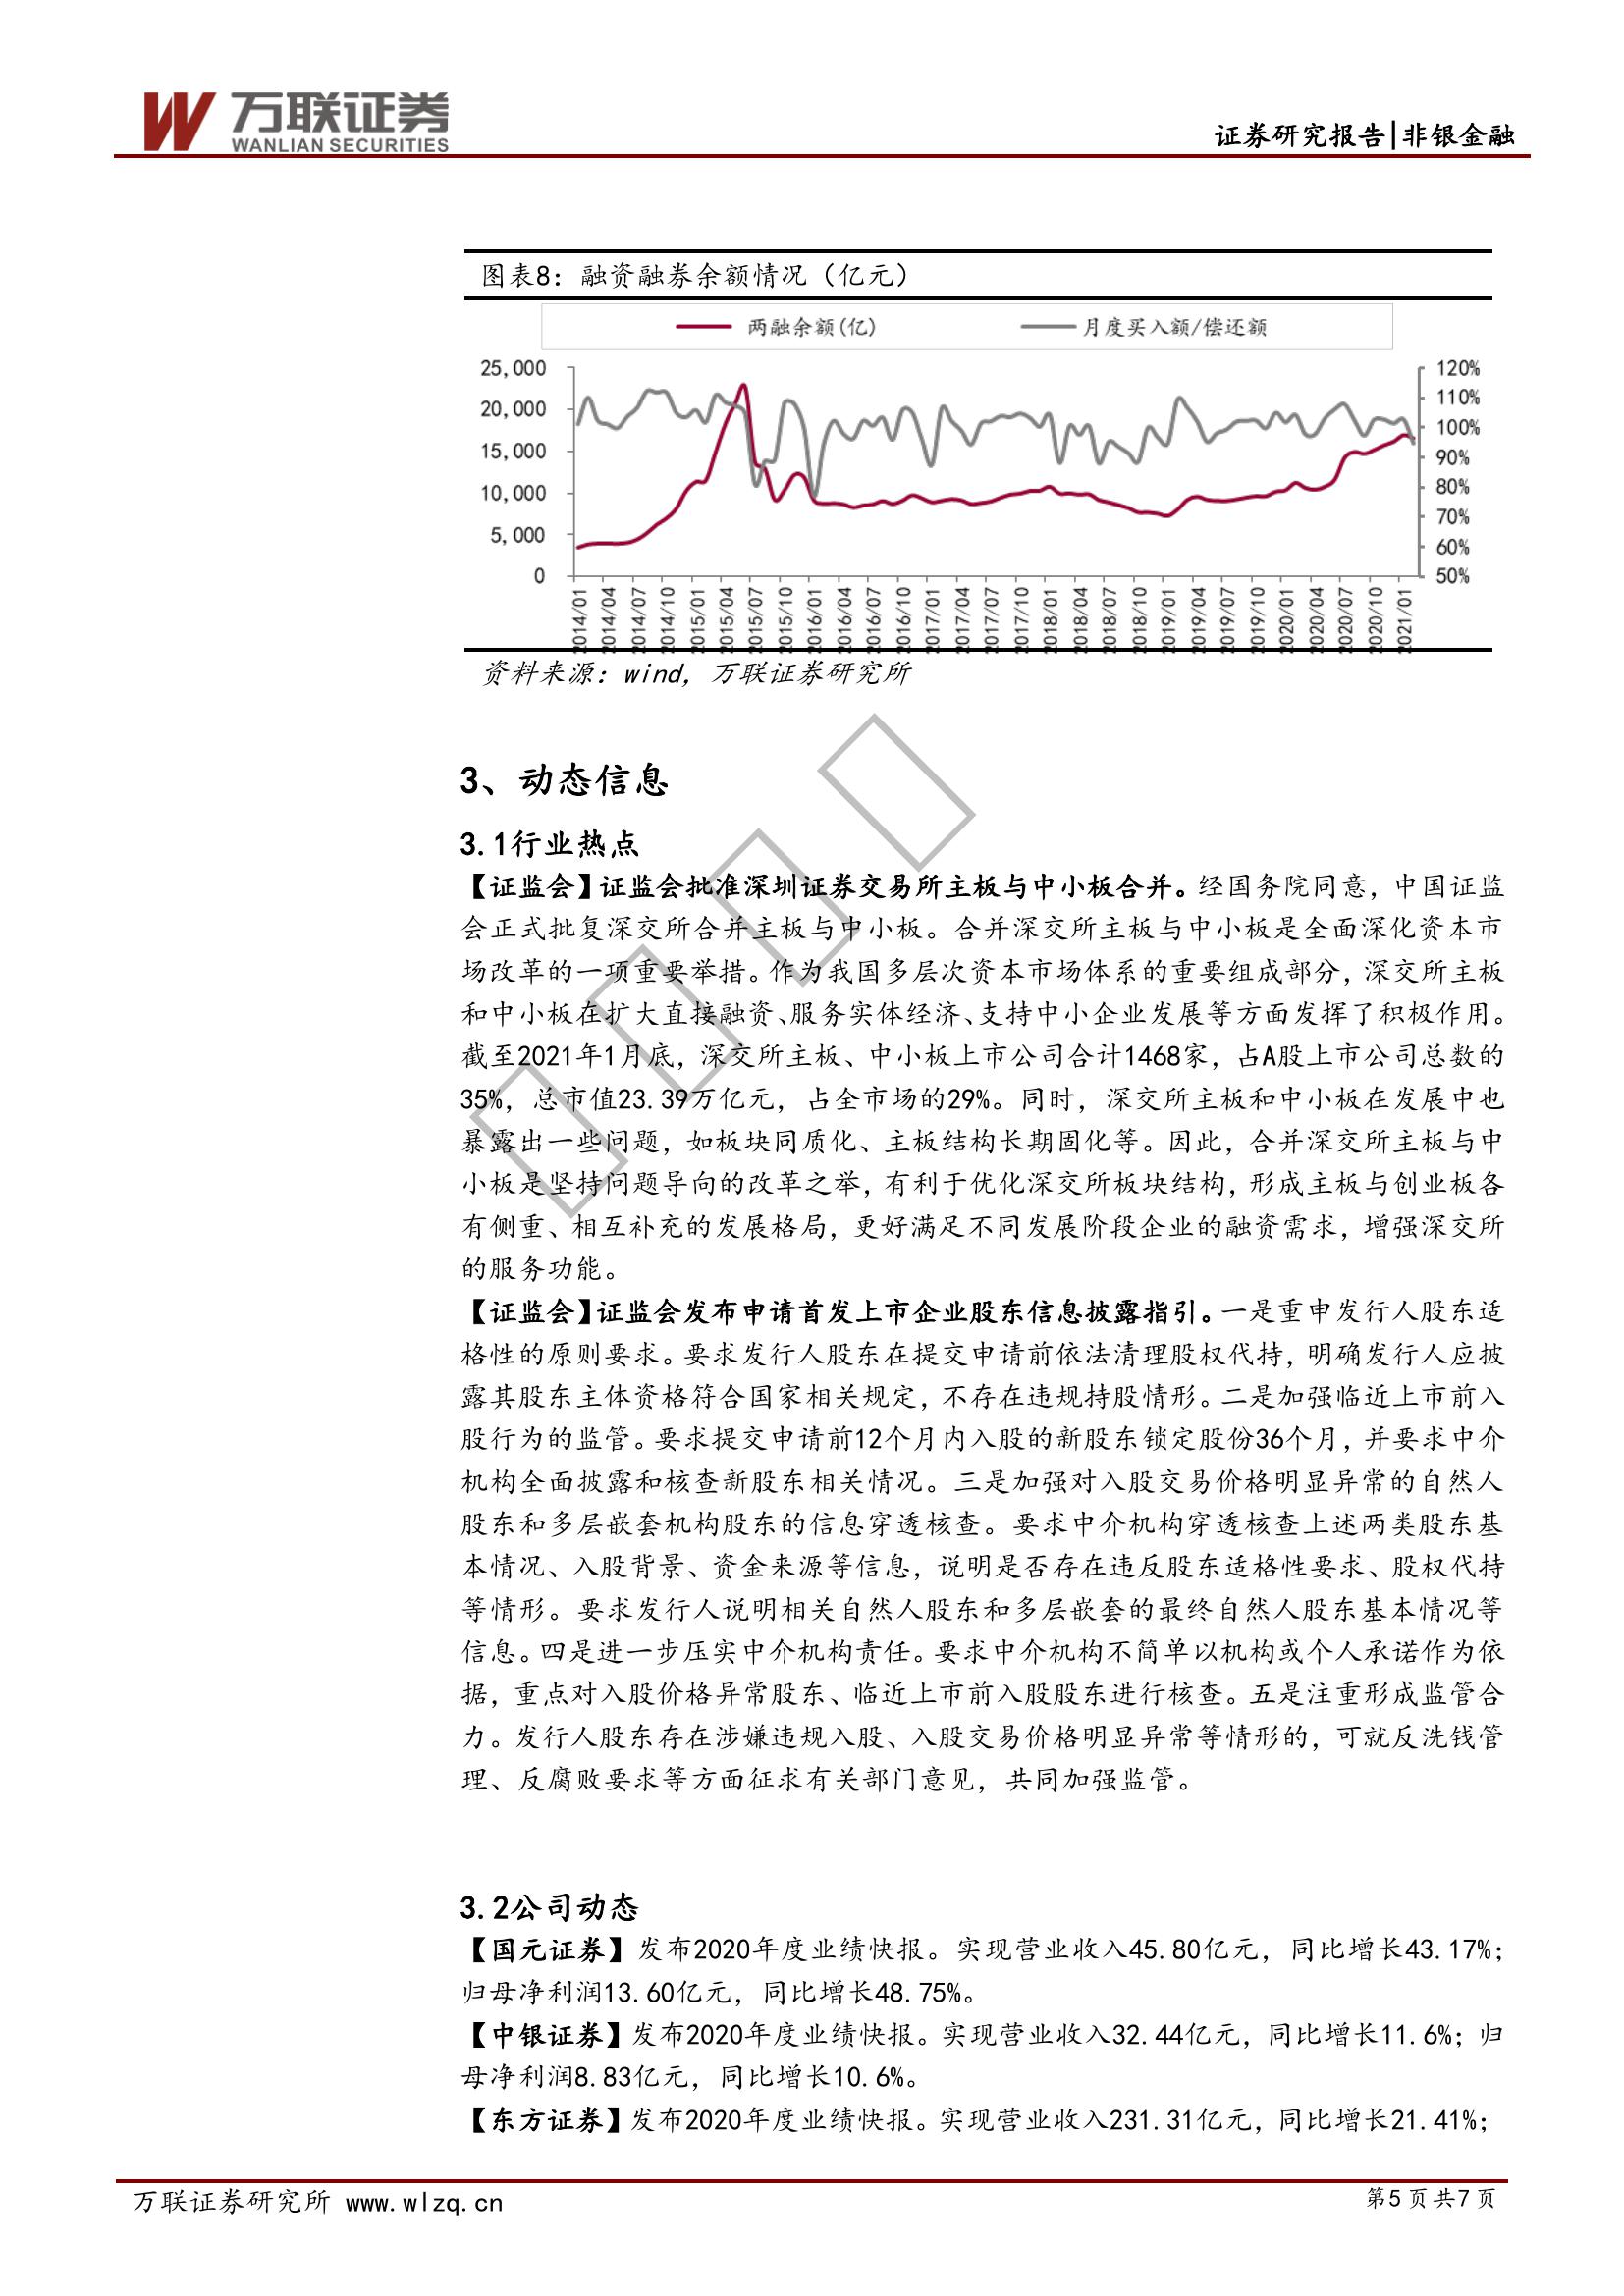 万联证券
WANLIAN SECURITIES
证券研究报告|非银金融
图表8：融资融券余额情况（亿元）
两融余额(亿) 月度买入额/偿还额
25,000 120%
110%
20,000
100%
15,000
90%
10,000 80%
70%
5,000
60%
0 50%
2014/01 2014/04 2014/07 2014/10 2015/01 2015/04 2015/07 2015/10 2016/01 2016/04 2016/07 2016/10 2017/01 2017/04 2017/07 2017/10 2018/01 2018/04 2018/07 2018/10 2019/01 2019/04 2019/07 2019/10 2020/01 2020/04 2020/07 2020/10 2021/01
资料来源：wind，万联证券研究所
3、动态信息
3.1行业热点
【证监会】证监会批准深圳证券交易所主板与中小板合并。经国务院同意，中国证监
会正式批复深交所合并主板与中小板。合并深交所主板与中小板是全面深化资本市
场改革的一项重要举措。作为我国多层次资本市场体系的重要组成部分，深交所主板
和中小板在扩大直接融资、服务实体经济、支持中小企业发展等方面发挥了积极作用。
截至2021年1月底，深交所主板、中小板上市公司合计1468家，占A股上市公司总数的
35%，总市值23.39万亿元，占全市场的29%。同时，深交所主板和中小板在发展中也
暴露出一些问题，如板块同质化、主板结构长期固化等。因此，合并深交所主板与中
小板是坚持问题导向的改革之举，有利于优化深交所板块结构，形成主板与创业板各
有侧重、相互补充的发展格局，更好满足不同发展阶段企业的融资需求，增强深交所
的服务功能。
【证监会】证监会发布申请首发上市企业股东信息披露指引。一是重申发行人股东适
格性的原则要求。要求发行人股东在提交申请前依法清理股权代持，明确发行人应披
露其股东主体资格符合国家相关规定，不存在违规持股情形。二是加强临近上市前入
股行为的监管。要求提交申请前12个月内入股的新股东锁定股份36个月，并要求中介
机构全面披露和核查新股东相关情况。三是加强对入股交易价格明显异常的自然人
股东和多层嵌套机构股东的信息穿透核查。要求中介机构穿透核查上述两类股东基
本情况、入股背景、资金来源等信息，说明是否存在违反股东适格性要求、股权代持
等情形。要求发行人说明相关自然人股东和多层嵌套的最终自然人股东基本情况等
信息。四是进一步压实中介机构责任。要求中介机构不简单以机构或个人承诺作为依
据，重点对入股价格异常股东、临近上市前入股股东进行核查。五是注重形成监管合
力。发行人股东存在涉嫌违规入股、入股交易价格明显异常等情形的，可就反洗钱管
理、反腐败要求等方面征求有关部门意见，共同加强监管。
3.2公司动态
【国元证券】发布2020年度业绩快报。实现营业收入45.80亿元，同比增长43.17%；
归母净利润13.60亿元，同比增长48.75%。
【中银证券】发布2020年度业绩快报。实现营业收入32.44亿元，同比增长11.6%；归
母净利润8.83亿元，同比增长10.6%。
【东方证券】发布2020年度业绩快报。实现营业收入231.31亿元，同比增长21.41%；
万联证券研究所 www.wlzq.cn 第5页共7页